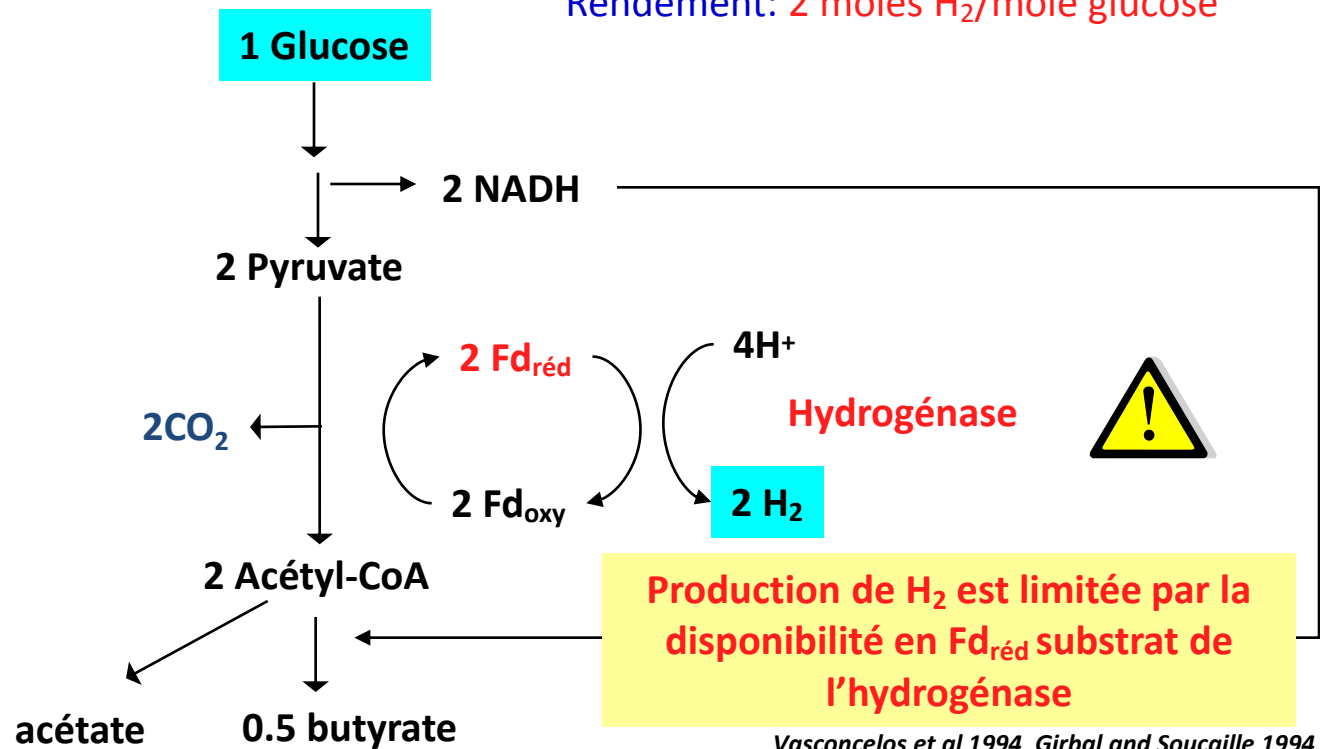 Rendement: 2 moles H₂/mole glucose
1 Glucose
2 NADH
2 Pyruvate
2 Fdréd
4H⁺
Hydrogénase
2CO₂
2 Fdoxy
2 H₂
2 Acétyl-CoA
Production de H₂ est limitée par la
disponibilité en Fdréd substrat de
l'hydrogénase
acétate
0.5 butyrate
Vasconcelos et al 1994, Girbal and Soucaille 1994